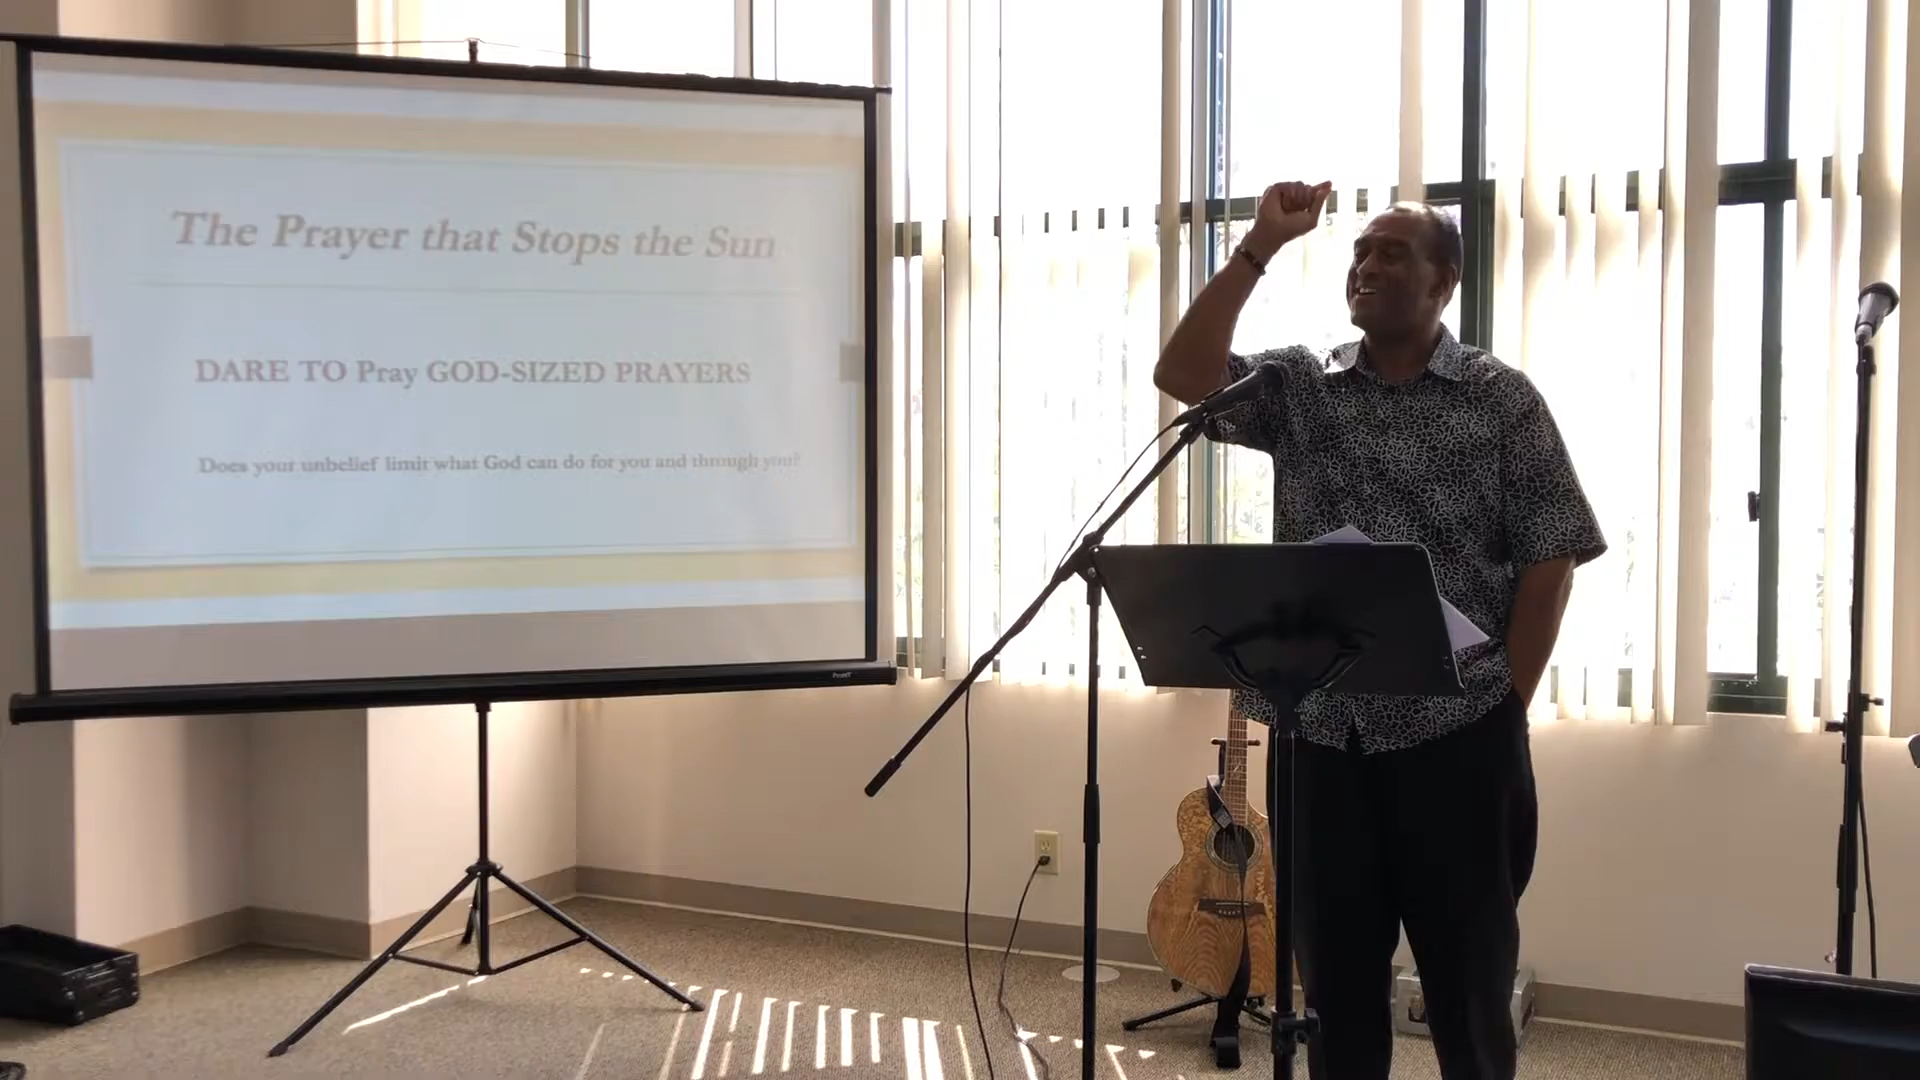 The Prayer that Stops the Sun
DARE TO Pray GOD-SIZED PRAYERS
Does your unbelief limit what God can do for you and through you?